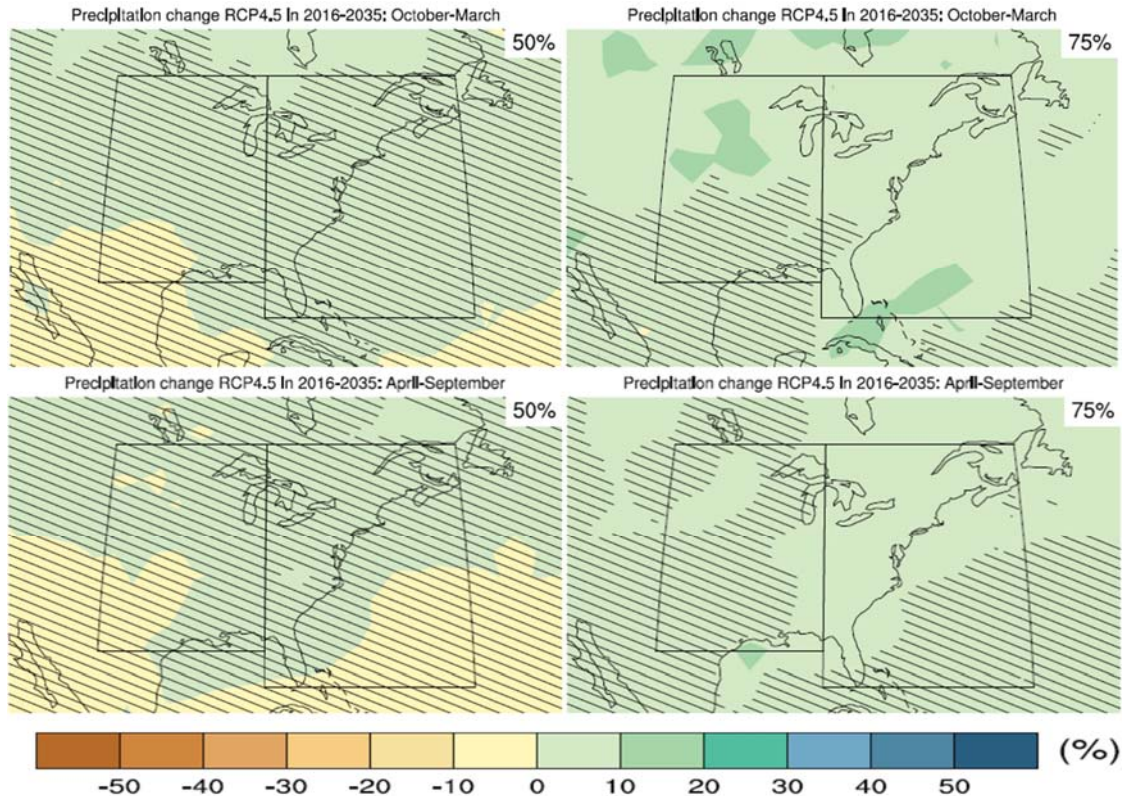 Precipitation change RCP4.5 in 2016-2035: October-March
Precipitation change RCP4.5 in 2016-2035: October-March
50%
75%
Precipitation change RCP4.5 in 2016-2035: April-September
Precipitation change RCP4.5 in 2016-2035: April-September
50%
75%
-50 -40 -30 -20 -10 0 10 20 30 40 50 (%)